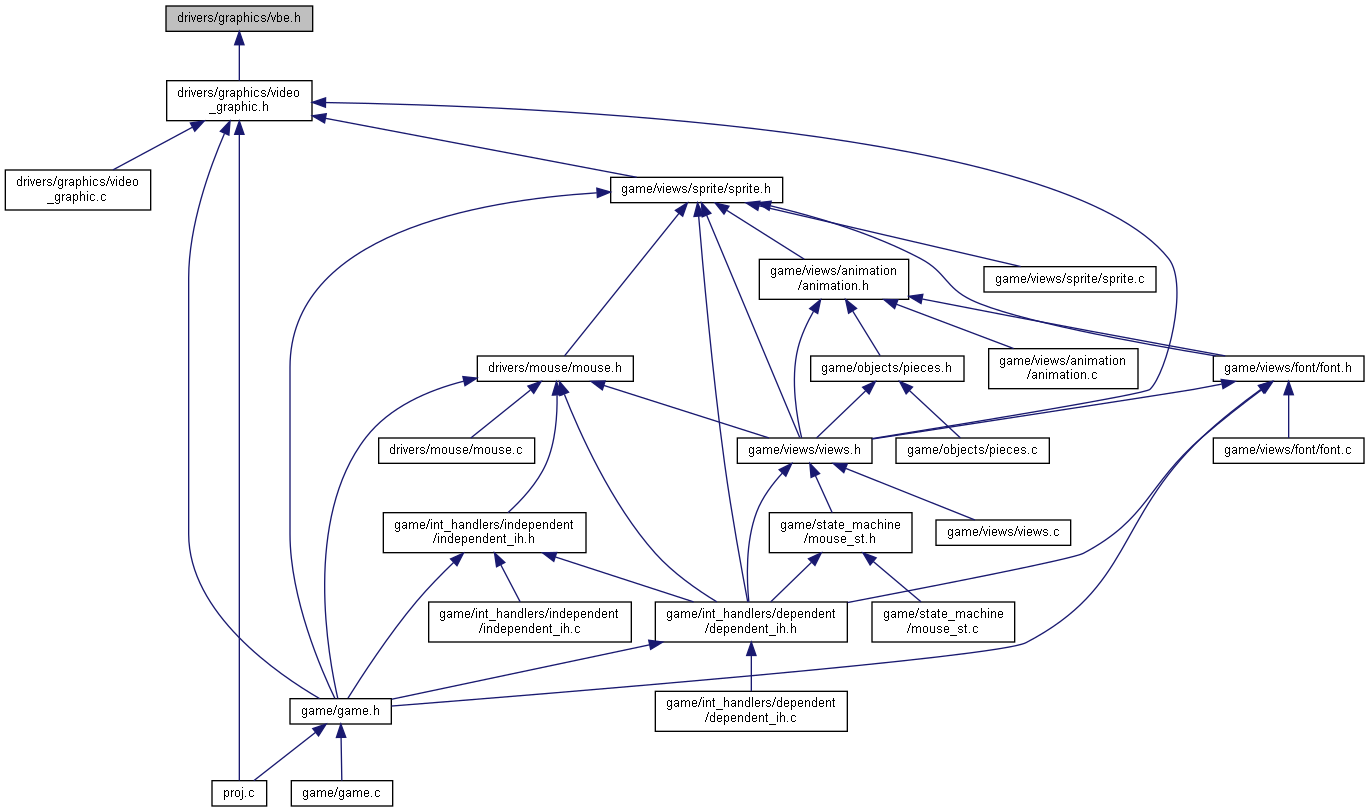 drivers/graphics/vbe.h
drivers/graphics/video
_graphic.h
drivers/graphics/video
_graphic.c
game/views/sprite/sprite.h
game/views/animation
/animation.h
game/views/sprite/sprite.c
drivers/mouse/mouse.h
game/objects/pieces.h
game/views/animation
/animation.c
game/views/font/font.h
drivers/mouse/mouse.c
game/views/views.h
game/objects/pieces.c
game/views/font/font.c
game/int_handlers/independent
/independent_ih.h
game/state_machine
/mouse_st.h
game/views/views.c
game/int_handlers/independent
/independent_ih.c
game/int_handlers/dependent
/dependent_ih.h
game/state_machine
/mouse_st.c
game/game.h
game/int_handlers/dependent
/dependent_ih.c
proj.c
game/game.c